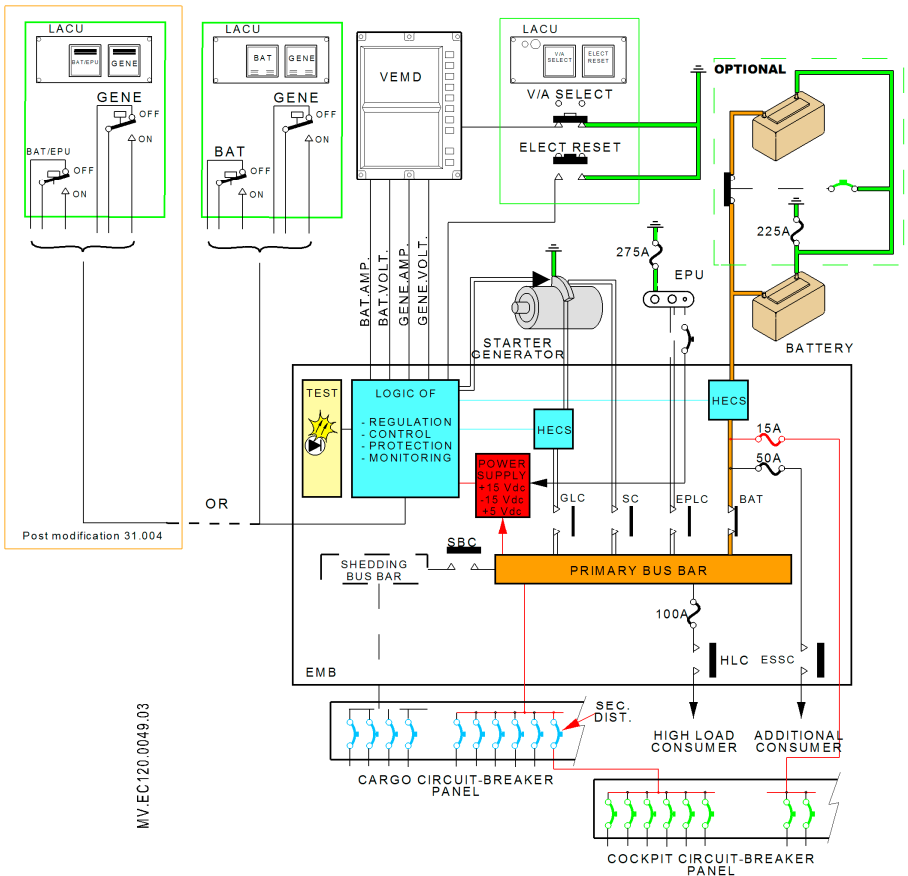 LACU
BAT/EPU
GENE
GENE
OFF
ON
BAT/EPU
OFF
ON
LACU
BAT
GENE
GENE
OFF
ON
BAT
OFF
ON
VEMD
LACU
V/A
SELECT
ELECT
RESET
V/A SELECT
ELECT RESET
OPTIONAL
225A
275A
EPU
BATTERY
BAT.AMP.
BAT.VOLT.
GENE.AMP.
GENE.VOLT.
STARTER
GENERATOR
TEST
LOGIC OF
- REGULATION
- CONTROL
- PROTECTION
- MONITORING
HECS
HECS
15A
50A
POWER
SUPPLY
+15 Vdc
-15 Vdc
+5 Vdc
GLC
SC
EPLC
BAT
OR
Post modification 31.004
SBC
SHEDDING
BUS BAR
PRIMARY BUS BAR
100A
HLC
ESSC
EMB
SEC.
DIST.
HIGH LOAD
CONSUMER
ADDITIONAL
CONSUMER
CARGO CIRCUIT-BREAKER
PANEL
COCKPIT CIRCUIT-BREAKER
PANEL
MV.EC120.0049.03